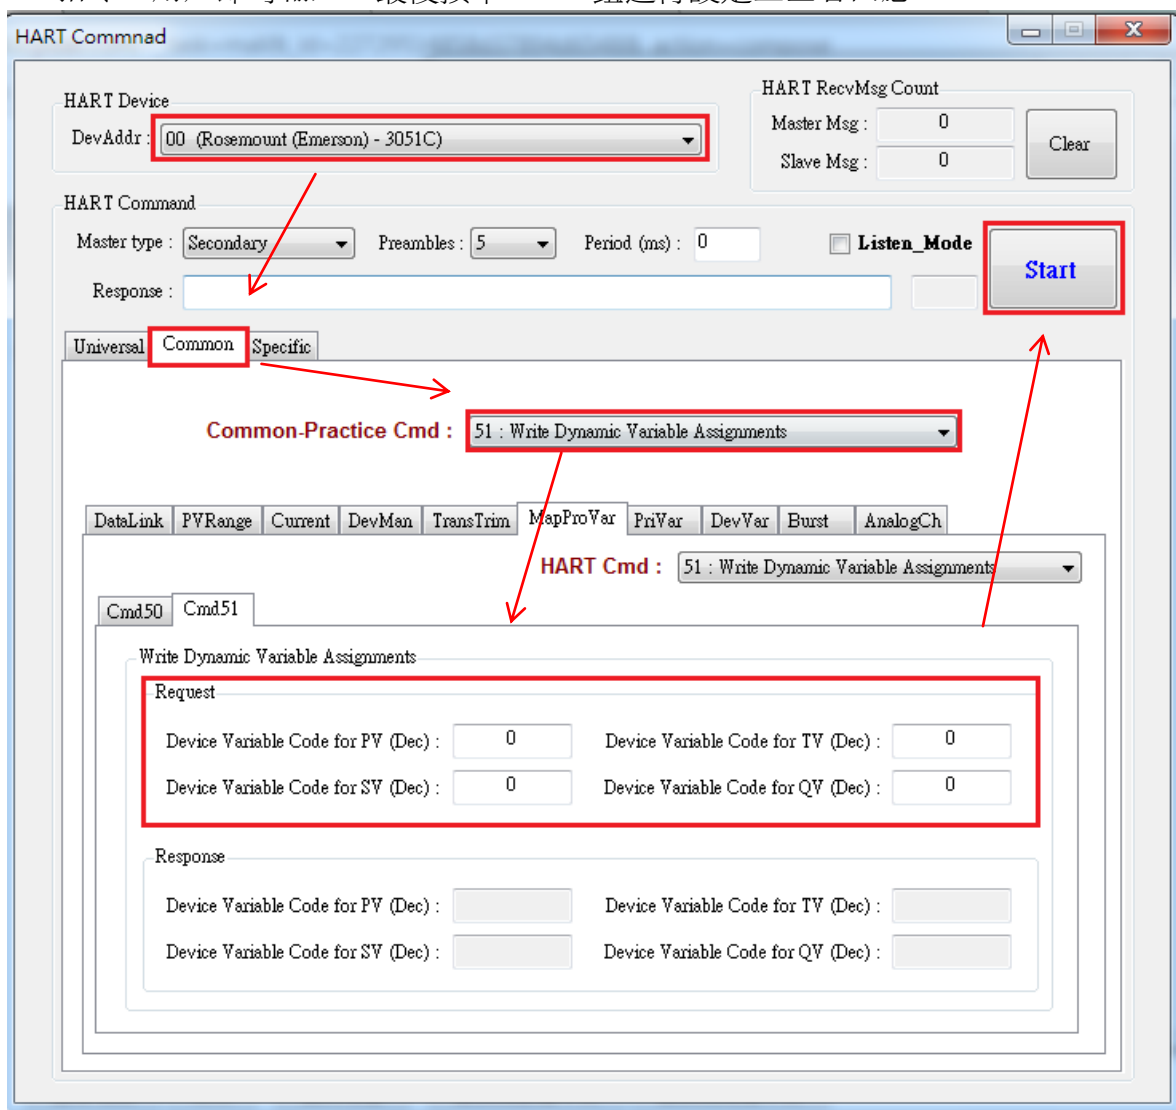 HART Commnad
HART Device
DevAddr : 00 (Rosemount (Emerson) - 3051C)
HART RecvMsg Count
Master Msg : 0
Slave Msg : 0
Clear
HART Command
Master type : Secondary Preambles : 5 Period (ms) : 0 Listen_Mode
Start
Response :
Universal Common Specific
Common-Practice Cmd : 51 : Write Dynamic Variable Assignments
DataLink PVRange Current DevMan TransTrim MapProVar PriVar DevVar Burst AnalogCh
HART Cmd : 51 : Write Dynamic Variable Assignments
Cmd50 Cmd51
Write Dynamic Variable Assignments
Request
Device Variable Code for PV (Dec) : 0 Device Variable Code for TV (Dec) : 0
Device Variable Code for SV (Dec) : 0 Device Variable Code for QV (Dec) : 0
Response
Device Variable Code for PV (Dec) : Device Variable Code for TV (Dec) :
Device Variable Code for SV (Dec) : Device Variable Code for QV (Dec) :